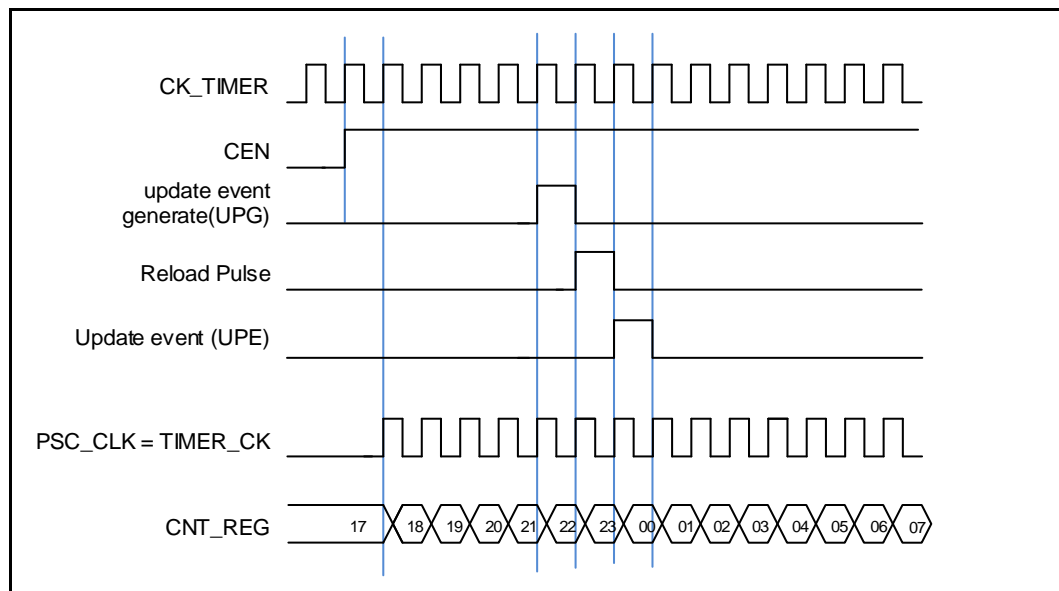 CK_TIMER
CEN
update event
generate(UPG)
Reload Pulse
Update event (UPE)
PSC_CLK = TIMER_CK
CNT_REG 17 18 19 20 21 22 23 00 01 02 03 04 05 06 07